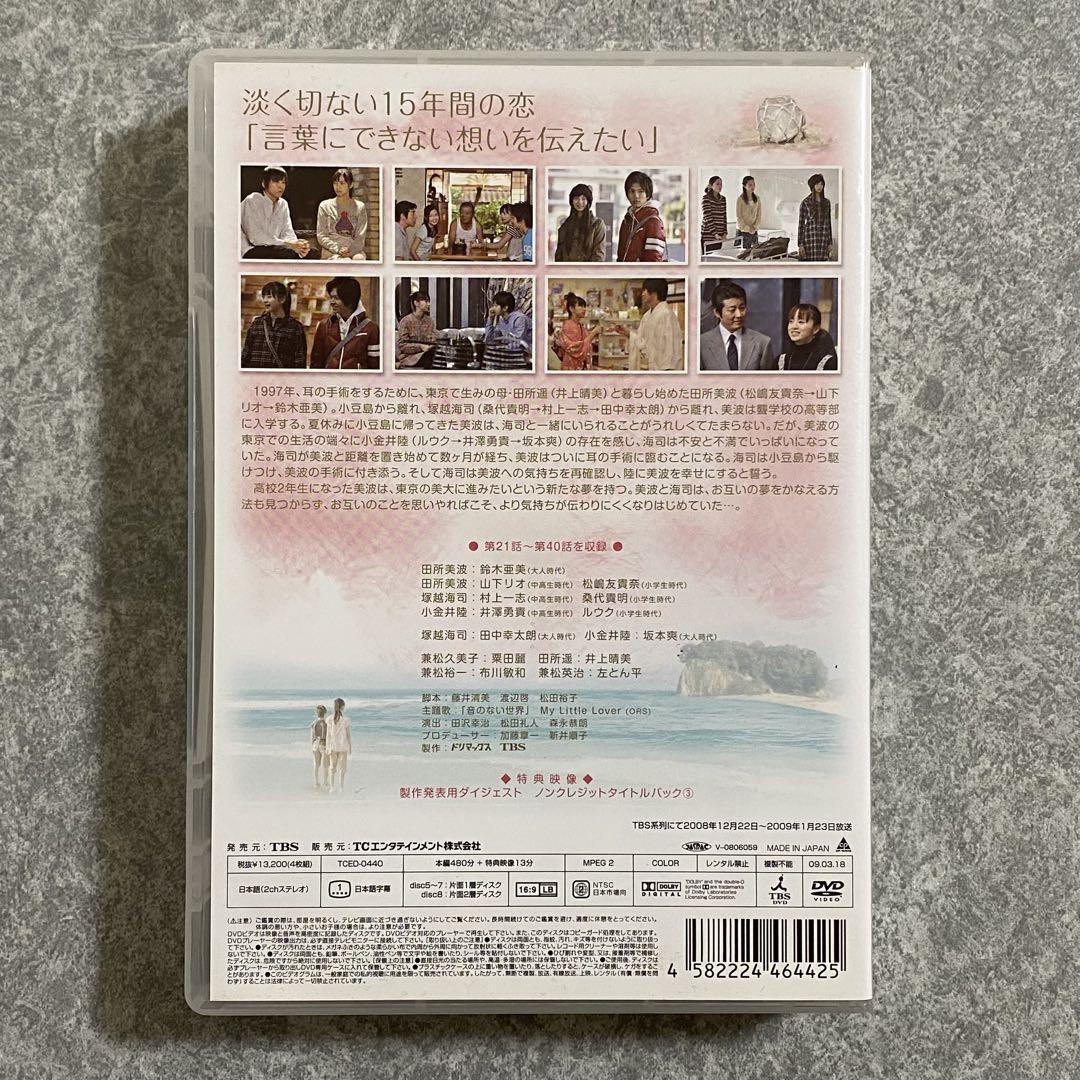 淡く切ない15年間の恋
「言葉にできない想いを伝えたい」
1997年、耳の手術をするために、東京で生みの母・田所遥（井上晴美）と暮らし始めた田所美波（松嶋友貴奈→山下
リオ→鈴木亜美）。小豆島から離れ、塚越海司（桑代貴明→村上一志→田中幸太朗）から離れ、美波は聾学校の高等部
に入学する。夏休みに小豆島に帰ってきた美波は、海司と一緒にいられることがうれしくてたまらない。だが、美波の
東京での生活の端々に小金井陸（ルウク→井澤勇貴→坂本爽）の存在を感じ、海司は不安と不満でいっぱいになって
いた。海司が美波と距離を置き始めて数ヶ月が経ち、美波はついに耳の手術に臨むことになる。海司は小豆島から駆
けつけ、美波の手術に付き添う。そして海司は美波への気持ちを再確認し、陸に美波を幸せにすると誓う。
高校2年生になった美波は、東京の美大に進みたいという新たな夢を持つ。美波と海司は、お互いの夢をかなえる方
法も見つからず、お互いのことを思いやればこそ、より気持ちが伝わりにくくなりはじめていた…。
● 第21話～第40話を収録 ●
田所美波：鈴木亜美（大人時代）
田所美波：山下リオ（中高生時代） 松嶋友貴奈（小学生時代）
塚越海司：村上一志（中高生時代） 桑代貴明（小学生時代）
小金井陸：井澤勇貴（中高生時代） ルウク（小学生時代）
塚越海司：田中幸太朗（大人時代） 小金井陸：坂本爽（大人時代）
兼松久美子：粟田麗 田所遥：井上晴美
兼松裕一：布川敏和 兼松英治：左とん平
脚本：藤井清美 渡辺啓 松田裕子
主題歌：「音のない世界」 My Little Lover (ORS)
演出：田沢幸治 松田礼人 森永恭朗
プロデューサー：加藤章一 新井順子
製作：ドリマックス TBS
◆ 特典映像 ◆
製作発表用ダイジェスト ノンクレジットタイトルバック③
TBS系列にて2008年12月22日～2009年1月23日放送
発売元：TBS 販売元：TCエンタテインメント株式会社 V-0806059 MADE IN JAPAN
税抜¥13,200(4枚組) TCED-0440 本編480分＋特典映像13分 MPEG 2 COLOR レンタル禁止 複製不能 09.03.18
日本語(2chステレオ) 1 日本語字幕 disc5～7：片面1層ディスク
disc8：片面2層ディスク 16:9 LB 2 NTSC
日本市場向 DOLBY DIGITAL TBS DVD DVD VIDEO
4 582224 464425